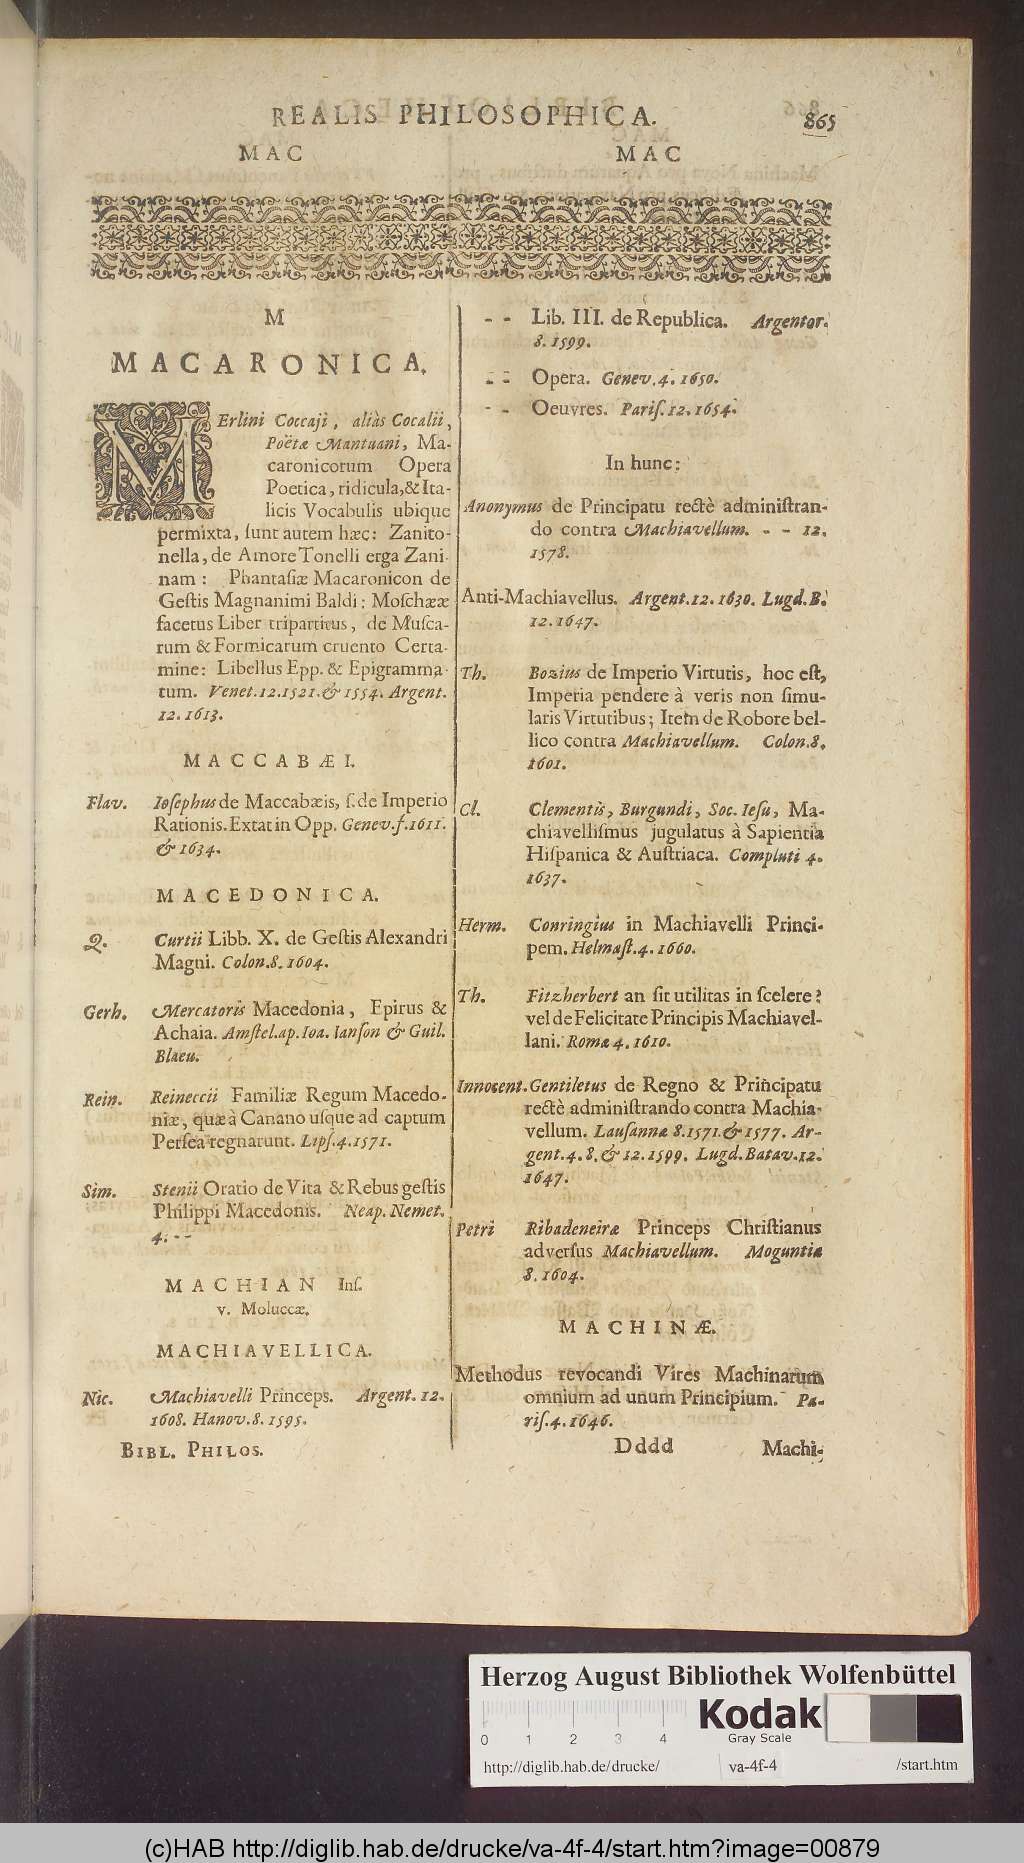 REALIS PHILOSOPHICA. 865
MAC MAC
M
MACARONICA.
MErlini Coccaji, aliàs Cocalii,
Poëtæ Mantuani, Ma-
caronicorum Opera
Poetica, ridicula, & Ita-
licis Vocabulis ubique
permixta, ſunt autem hæc: Zanito-
nella, de Amore Tonelli erga Zani-
nam: Phantaſiæ Macaronicon de
Geſtis Magnanimi Baldi: Moſchææ
facetus Liber tripartitus, de Muſca-
rum & Formicarum cruento Certa-
mine: Libellus Epp. & Epigramma-
tum. Venet. 12. 1521. & 1554. Argent.
12. 1613.
MACCABÆI.
Flav. Ioſephus de Maccabæis, ſ. de Imperio
Rationis. Extat in Opp. Genev. f. 1611.
& 1634.
MACEDONICA.
Q. Curtii Libb. X. de Geſtis Alexandri
Magni. Colon. 8. 1604.
Gerh. Mercatoris Macedonia, Epirus &
Achaia. Amſtel. ap. Ioa. Ianſon & Guil.
Blaeu.
Rein. Reineccii Familiæ Regum Macedo-
niæ, quæ à Canano uſque ad captum
Perſea regnarunt. Lipſ. 4. 1571.
Sim. Stenii Oratio de Vita & Rebus geſtis
Philippi Macedonis. Neap. Nemet.
4. - -
MACHIAN Inſ.
v. Moluccæ.
MACHIAVELLICA.
Nic. Machiavelli Princeps. Argent. 12.
1608. Hanov. 8. 1595.
BIBL. PHILOS.
- - Lib. III. de Republica. Argentor.
8. 1599.
- - Opera. Genev. 4. 1650.
- - Oeuvres. Pariſ. 12. 1654.
In hunc:
Anonymus de Principatu rectè adminiſtran-
do contra Machiavellum. - - 12.
1578.
Anti-Machiavellus. Argent. 12. 1630. Lugd. B.
12. 1647.
Th. Bozius de Imperio Virtutis, hoc eſt,
Imperia pendere à veris non ſimu-
laris Virtutibus; Item de Robore bel-
lico contra Machiavellum. Colon. 8.
1601.
Cl. Clementis, Burgundi, Soc. Ieſu, Ma-
chiavelliſmus jugulatus à Sapientia
Hiſpanica & Auſtriaca. Compluti 4.
1637.
Herm. Conringius in Machiavelli Princi-
pem. Helmaſt. 4. 1660.
Th. Fitzherbert an ſit utilitas in ſcelere?
vel de Felicitate Principis Machiavel-
lani. Romæ 4. 1610.
Innocent. Gentiletus de Regno & Principatu
rectè adminiſtrando contra Machia-
vellum. Lauſannæ 8. 1571. & 1577. Ar-
gent. 4. 8. & 12. 1599. Lugd. Batav. 12.
1647.
Petri Ribadeneiræ Princeps Chriſtianus
adverſus Machiavellum. Moguntiæ
8. 1604.
MACHINÆ.
Methodus revocandi Vires Machinarum
omnium ad unum Principium. Pa-
riſ. 4. 1646.
Dddd Machi-
Herzog August Bibliothek Wolfenbüttel
Kodak
Gray Scale
0 1 2 3 4
http://diglib.hab.de/drucke/ va-4f-4 /start.htm
(c)HAB http://diglib.hab.de/drucke/va-4f-4/start.htm?image=00879